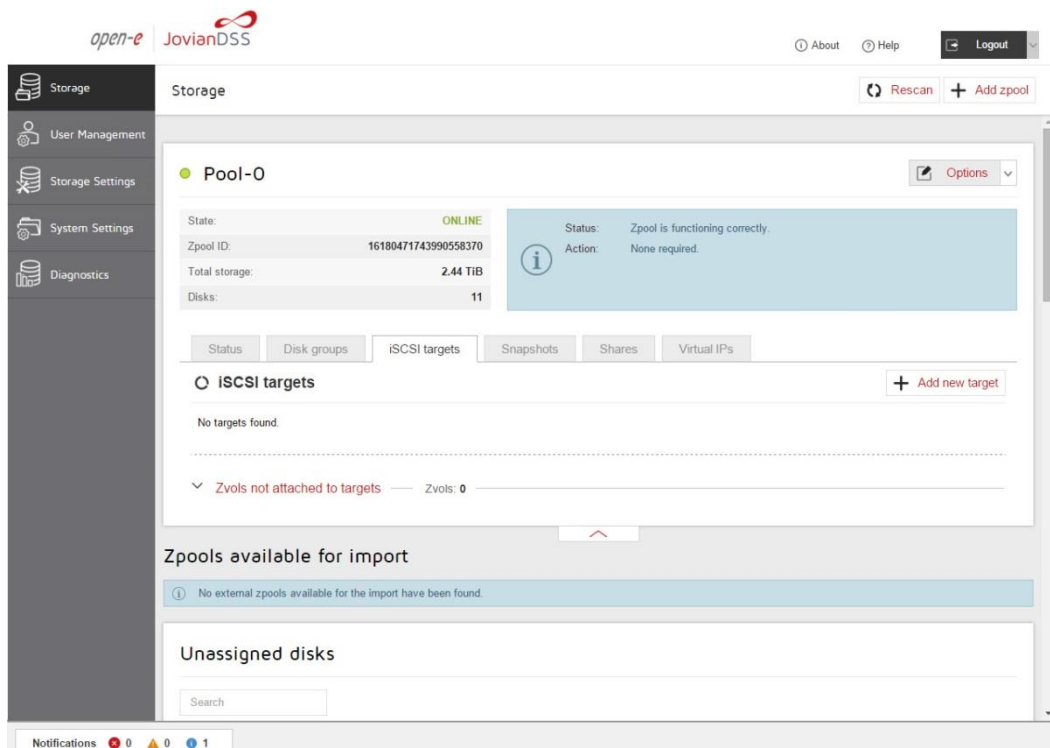 open-e JovianDSS
About Help Logout
Storage
User Management
Storage Settings
System Settings
Diagnostics
Storage
Rescan Add zpool
Pool-0
Options
State: ONLINE
Zpool ID: 16180471743990558370
Total storage: 2.44 TiB
Disks: 11
Status: Zpool is functioning correctly.
Action: None required.
Status Disk groups iSCSI targets Snapshots Shares Virtual IPs
iSCSI targets
Add new target
No targets found.
Zvols not attached to targets Zvols: 0
Zpools available for import
No external zpools available for the import have been found.
Unassigned disks
Search
Notifications 0 0 1